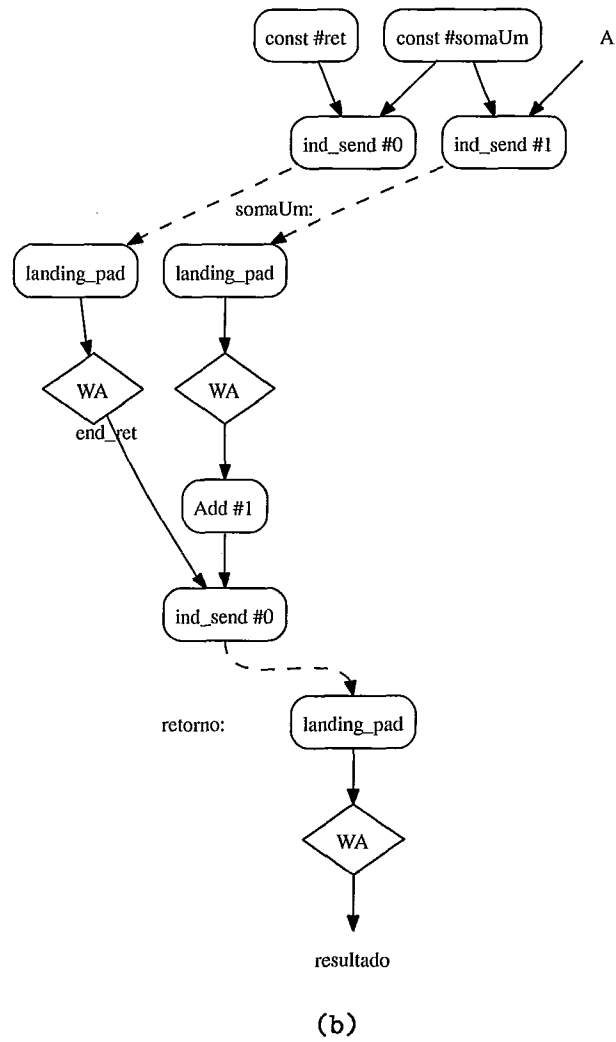 const #ret const #somaUm A
ind_send #0 ind_send #1
somaUm:
landing_pad landing_pad
WA WA
end_ret
Add #1
ind_send #0
retorno: landing_pad
WA
resultado
(b)